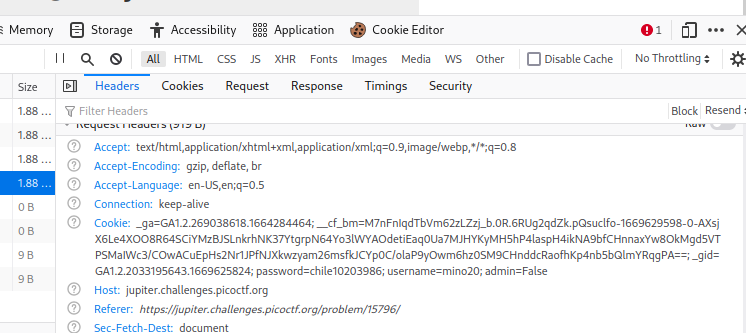 Memory Storage Accessibility Application Cookie Editor 1
All HTML CSS JS XHR Fonts Images Media WS Other Disable Cache No Throttling
Size Headers Cookies Request Response Timings Security
1.88 ... Filter Headers Block Resend
1.88 ... Request Headers (919 B) Raw
1.88 ... Accept: text/html,application/xhtml+xml,application/xml;q=0.9,image/webp,*/*;q=0.8
Accept-Encoding: gzip, deflate, br
1.88 ... Accept-Language: en-US,en;q=0.5
0 B Connection: keep-alive
0 B Cookie: _ga=GA1.2.269038618.1664284464; __cf_bm=M7nFnIqdTbVm62zLZzj_b.0R.6RUg2qdZk.pQsuclfo-1669629598-0-AXsj
9 B X6Le4XOO8R64SCiYMzBJSLnkrhNK37YtgrpN64Yo3lWYAOdetiEaq0Ua7MJHYKyMH5hP4laspH4ikNA9bfCHnnaxYw8OkMgd5VT
PSMaIWc3/COwACuEpHs2Nr1JPfNJXkwzyam26msfkJCYp0C/olaP9yOwm6hz0SM9CHnddcRaofhKp4nb5bQlmYRqgPA==; _gid=
9 B GA1.2.2033195643.1669625824; password=chile10203986; username=mino20; admin=False
Host: jupiter.challenges.picoctf.org
Referer: https://jupiter.challenges.picoctf.org/problem/15796/
Sec-Fetch-Dest: document